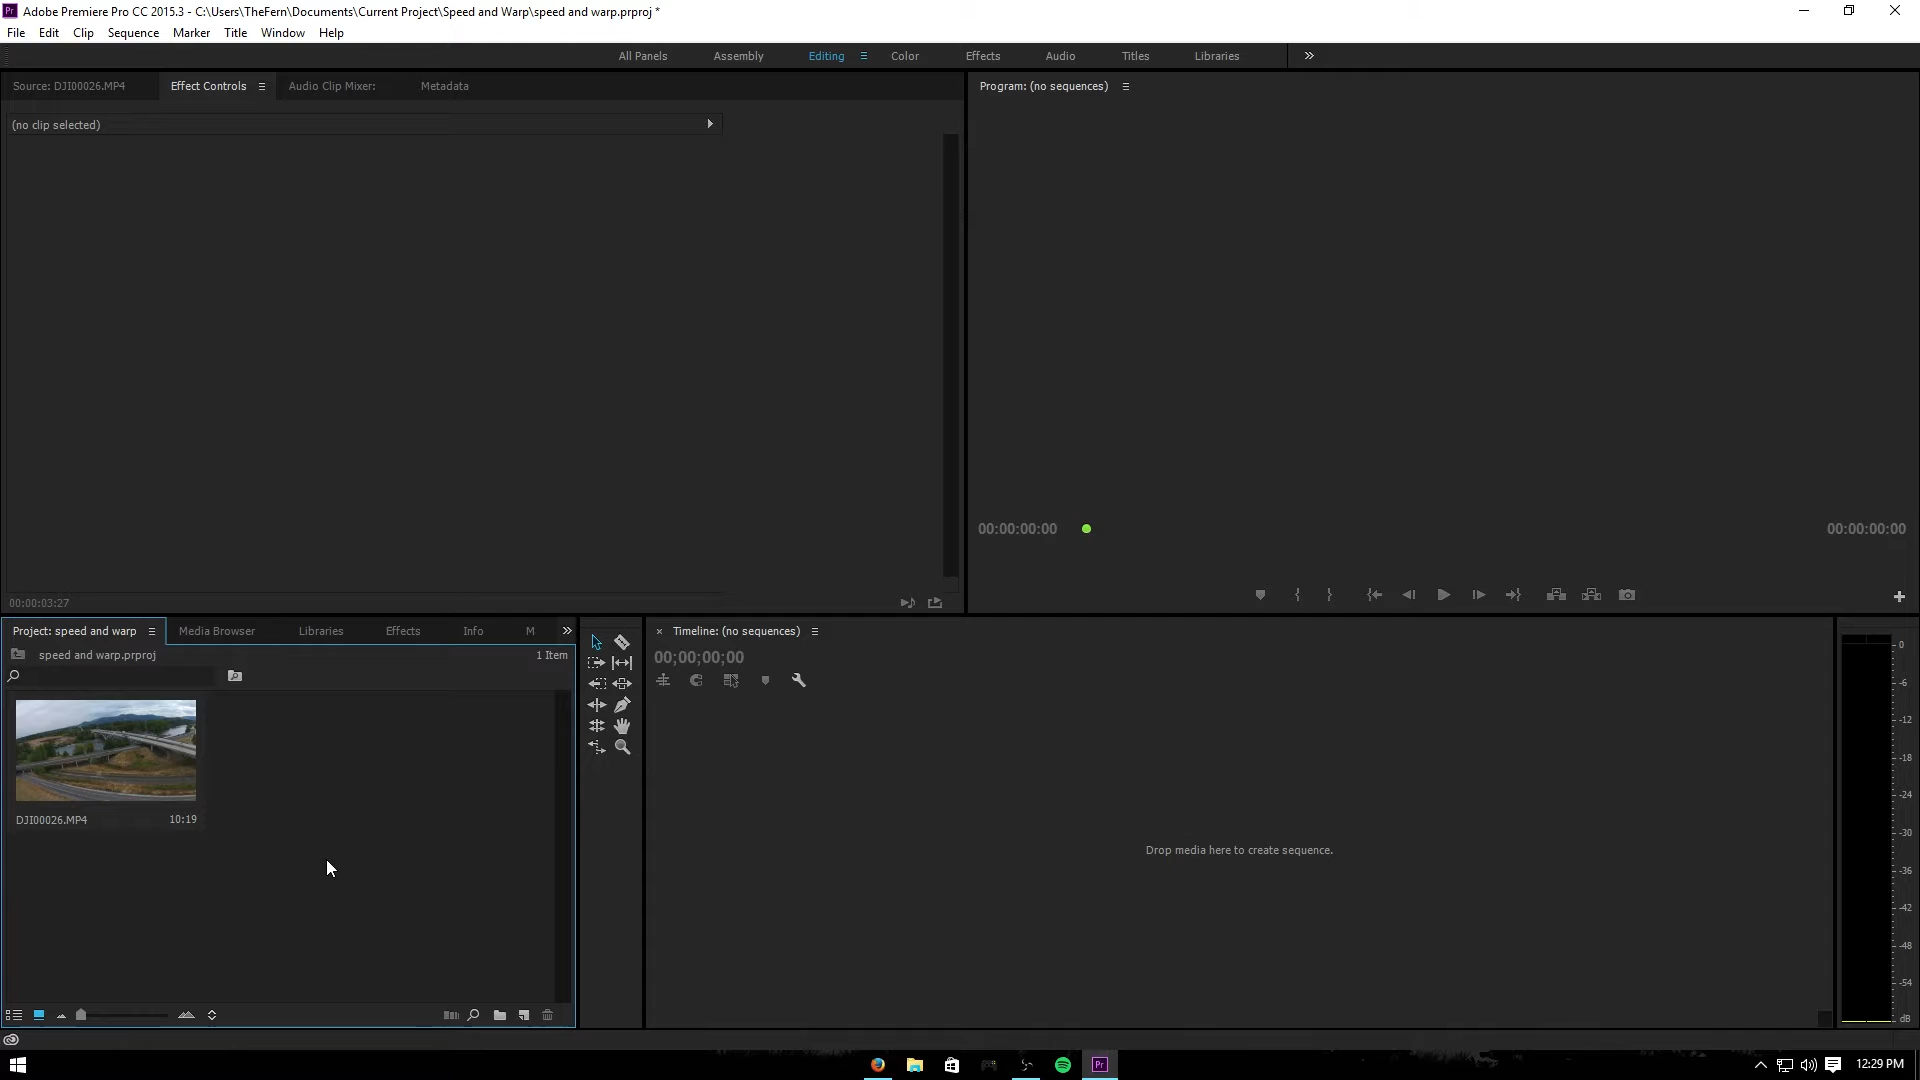 Pr Adobe Premiere Pro CC 2015.3 - C:\Users\TheFern\Documents\Current Project\Speed and Warp\speed and warp.prproj *
File Edit Clip Sequence Marker Title Window Help
All Panels Assembly Editing Color Effects Audio Titles Libraries
Source: DJI00026.MP4 Effect Controls Audio Clip Mixer: Metadata
Program: (no sequences)
(no clip selected)
00:00:00:00 00:00:00:00
00:00:03:27
Project: speed and warp Media Browser Libraries Effects Info M
speed and warp.prproj 1 Item
DJI00026.MP4 10:19
Timeline: (no sequences)
00;00;00;00
Drop media here to create sequence.
0
-6
-12
-18
-24
-30
-36
-42
-48
-54
dB
Pr
12:29 PM